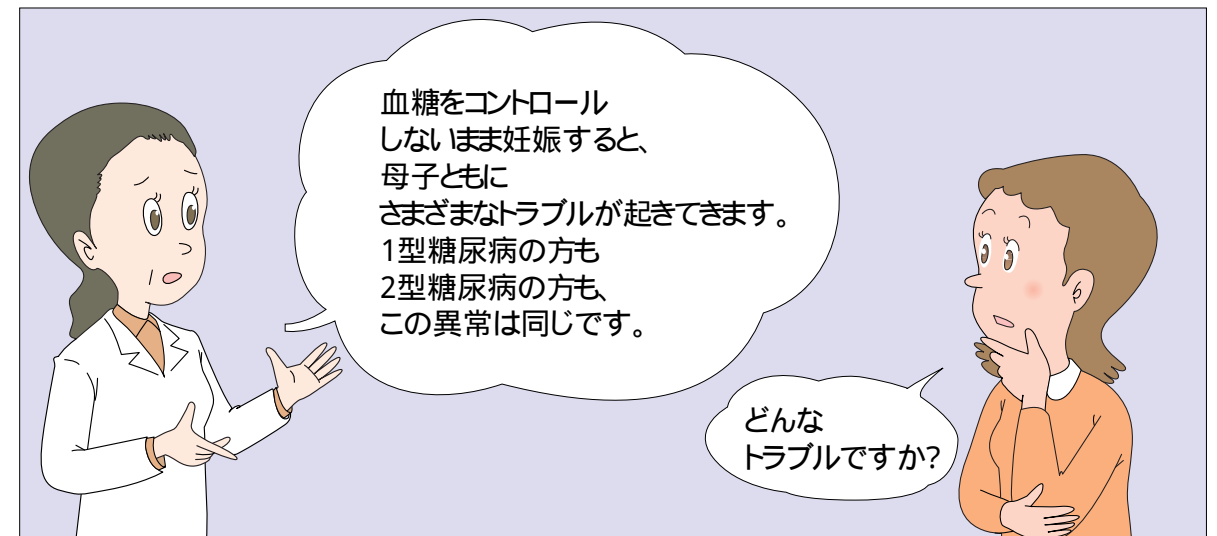 血糖をコントロール
しないまま妊娠すると、
母子ともに
さまざまなトラブルが起きてきます。
1型糖尿病の方も
2型糖尿病の方も、
この異常は同じです。
どんな
トラブルですか?